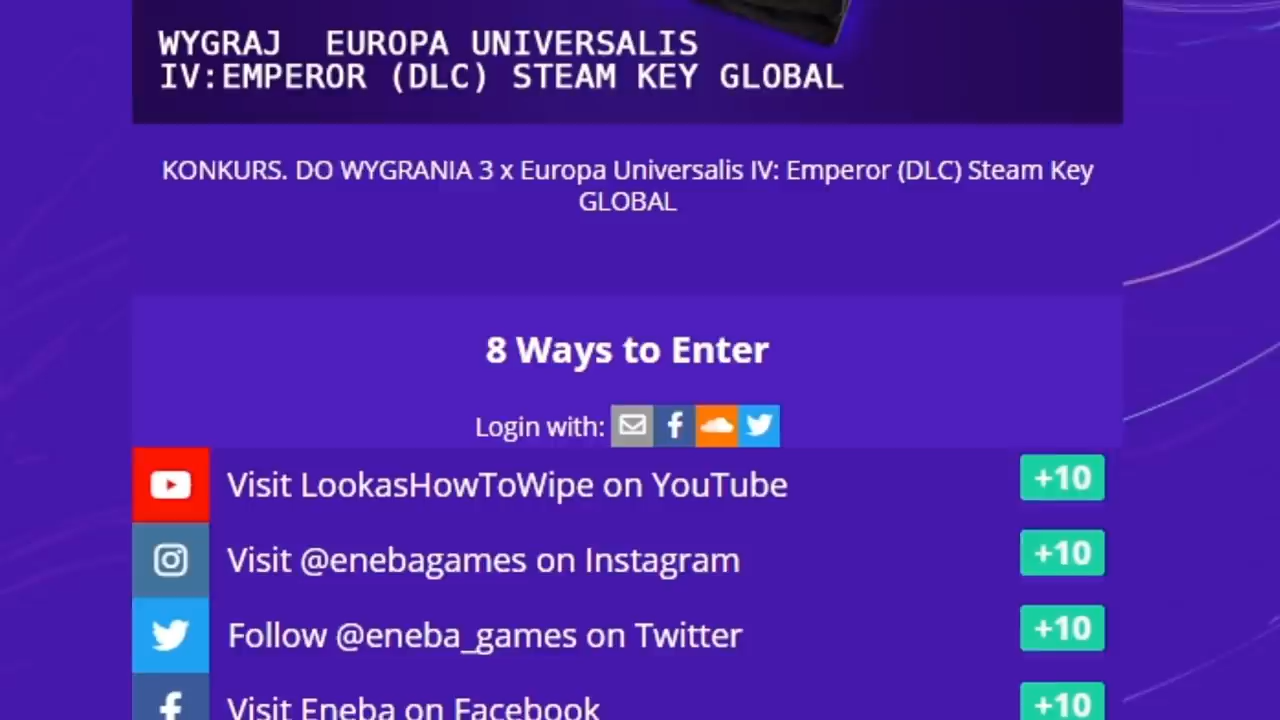 WYGRAJ EUROPA UNIVERSALIS
IV:EMPEROR (DLC) STEAM KEY GLOBAL
KONKURS. DO WYGRANIA 3 x Europa Universalis IV: Emperor (DLC) Steam Key
GLOBAL
8 Ways to Enter
Login with:
Visit LookasHowToWipe on YouTube +10
Visit @enebagames on Instagram +10
Follow @eneba_games on Twitter +10
Visit Eneba on Facebook +10